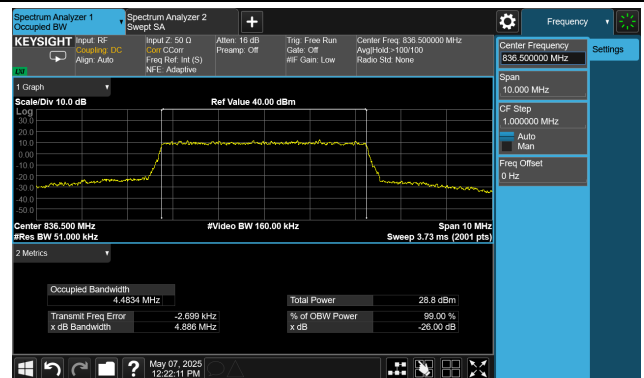 Spectrum Analyzer 1
Occupied BW
Spectrum Analyzer 2
Swept SA
Frequency
KEYSIGHT
Input: RF
Coupling: DC
Align: Auto
Input Z: 50 Ω
Corr CCorr
Freq Ref: Int (S)
NFE: Adaptive
Atten: 16 dB
Preamp: Off
Trig: Free Run
Gate: Off
#IF Gain: Low
Center Freq: 836.500000 MHz
Avg|Hold:>100/100
Radio Std: None
Center Frequency
836.500000 MHz
Settings
Span
10.000 MHz
CF Step
1.000000 MHz
Auto
Man
Freq Offset
0 Hz
1 Graph
Scale/Div 10.0 dB
Ref Value 40.00 dBm
Log
30.0
20.0
10.0
0.00
-10.0
-20.0
-30.0
-40.0
-50.0
Center 836.500 MHz
#Video BW 160.00 kHz
Span 10 MHz
#Res BW 51.000 kHz
Sweep 3.73 ms (2001 pts)
2 Metrics
Occupied Bandwidth
4.4834 MHz
Total Power
28.8 dBm
Transmit Freq Error
-2.699 kHz
% of OBW Power
99.00 %
x dB Bandwidth
4.886 MHz
x dB
-26.00 dB
May 07, 2025
12:22:11 PM